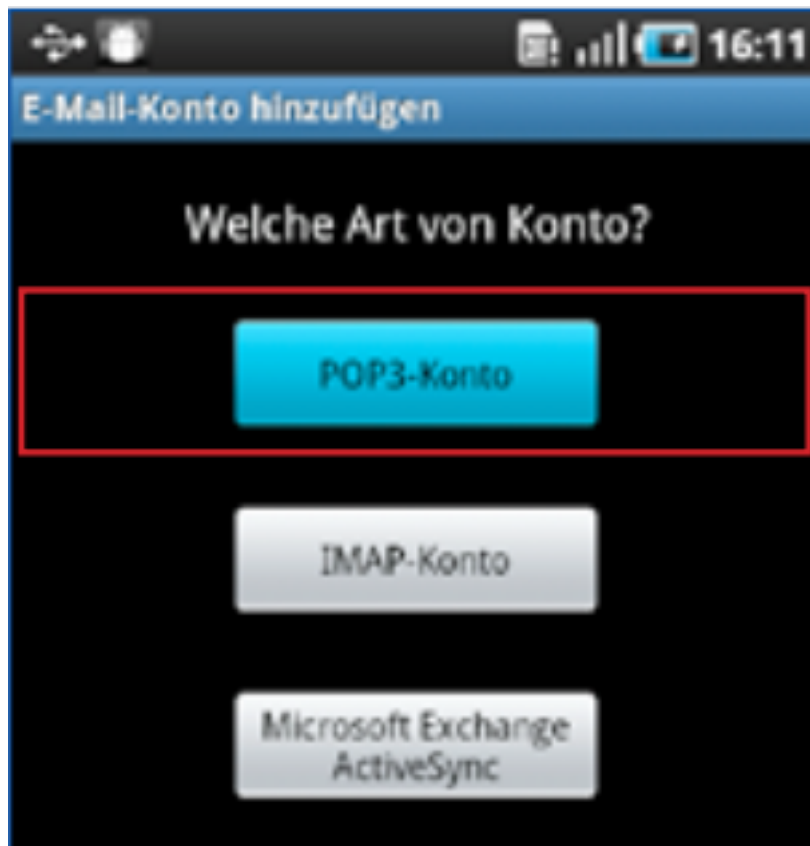 16:11
E-Mail-Konto hinzufügen
Welche Art von Konto?
POP3-Konto
IMAP-Konto
Microsoft Exchange
ActiveSync